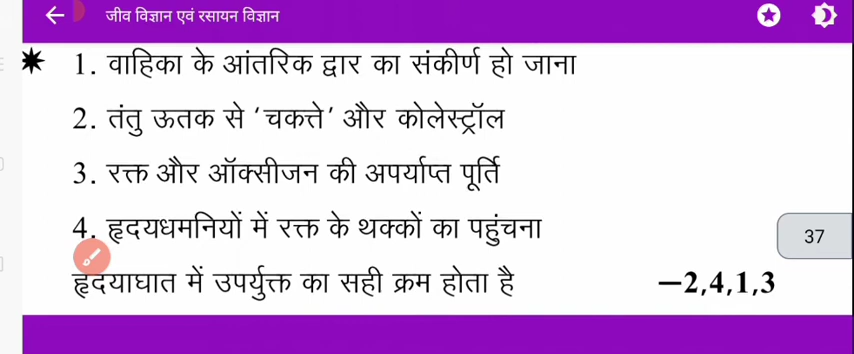 जीव विज्ञान एवं रसायन विज्ञान
1. वाहिका के आंतरिक द्वार का संकीर्ण हो जाना
2. तंतु ऊतक से ‘चकत्ते’ और कोलेस्ट्रॉल
3. रक्त और ऑक्सीजन की अपर्याप्त पूर्ति
4. हृदयधमनियों में रक्त के थक्कों का पहुंचना
37
हृदयाघात में उपर्युक्त का सही क्रम होता है —2,4,1,3